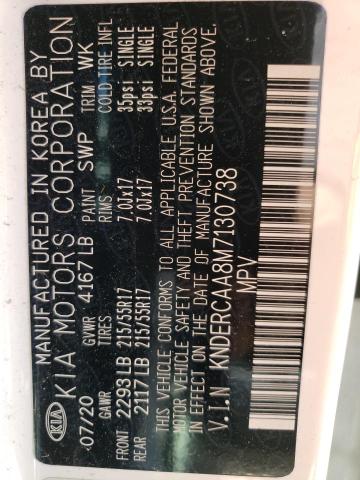 KIA
MANUFACTURED IN KOREA BY
KIA MOTORS CORPORATION
07/20 GVWR 4167LB PAINT SWP TRIM WK
GAWR TIRES RIMS COLD TIRE INFL
FRONT 2293LB 215/55R17 7.0JX17 35psi SINGLE
REAR 2117LB 215/55R17 7.0JX17 33psi SINGLE
THIS VEHICLE CONFORMS TO ALL APPLICABLE U.S.A. FEDERAL
MOTOR VEHICLE SAFETY AND THEFT PREVENTION STANDARDS
IN EFFECT ON THE DATE OF MANUFACTURE SHOWN ABOVE.
V.I.N KNDERCAA8M7130738
MPV